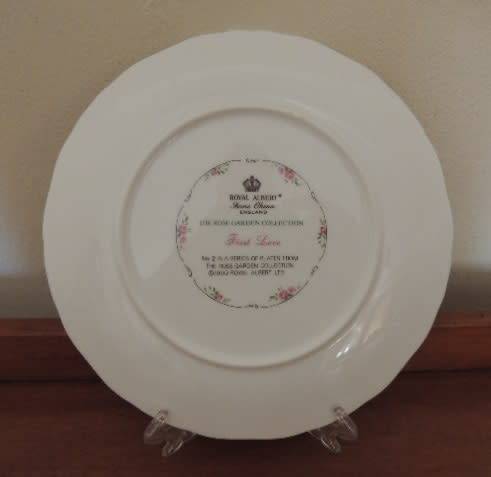 ROYAL ALBERT®
Bone China
ENGLAND
THE ROSE GARDEN COLLECTION
First Love
No 2 IN A SERIES OF PLATES FROM
THE ROSE GARDEN COLLECTION
ROYAL ALBERT LTD